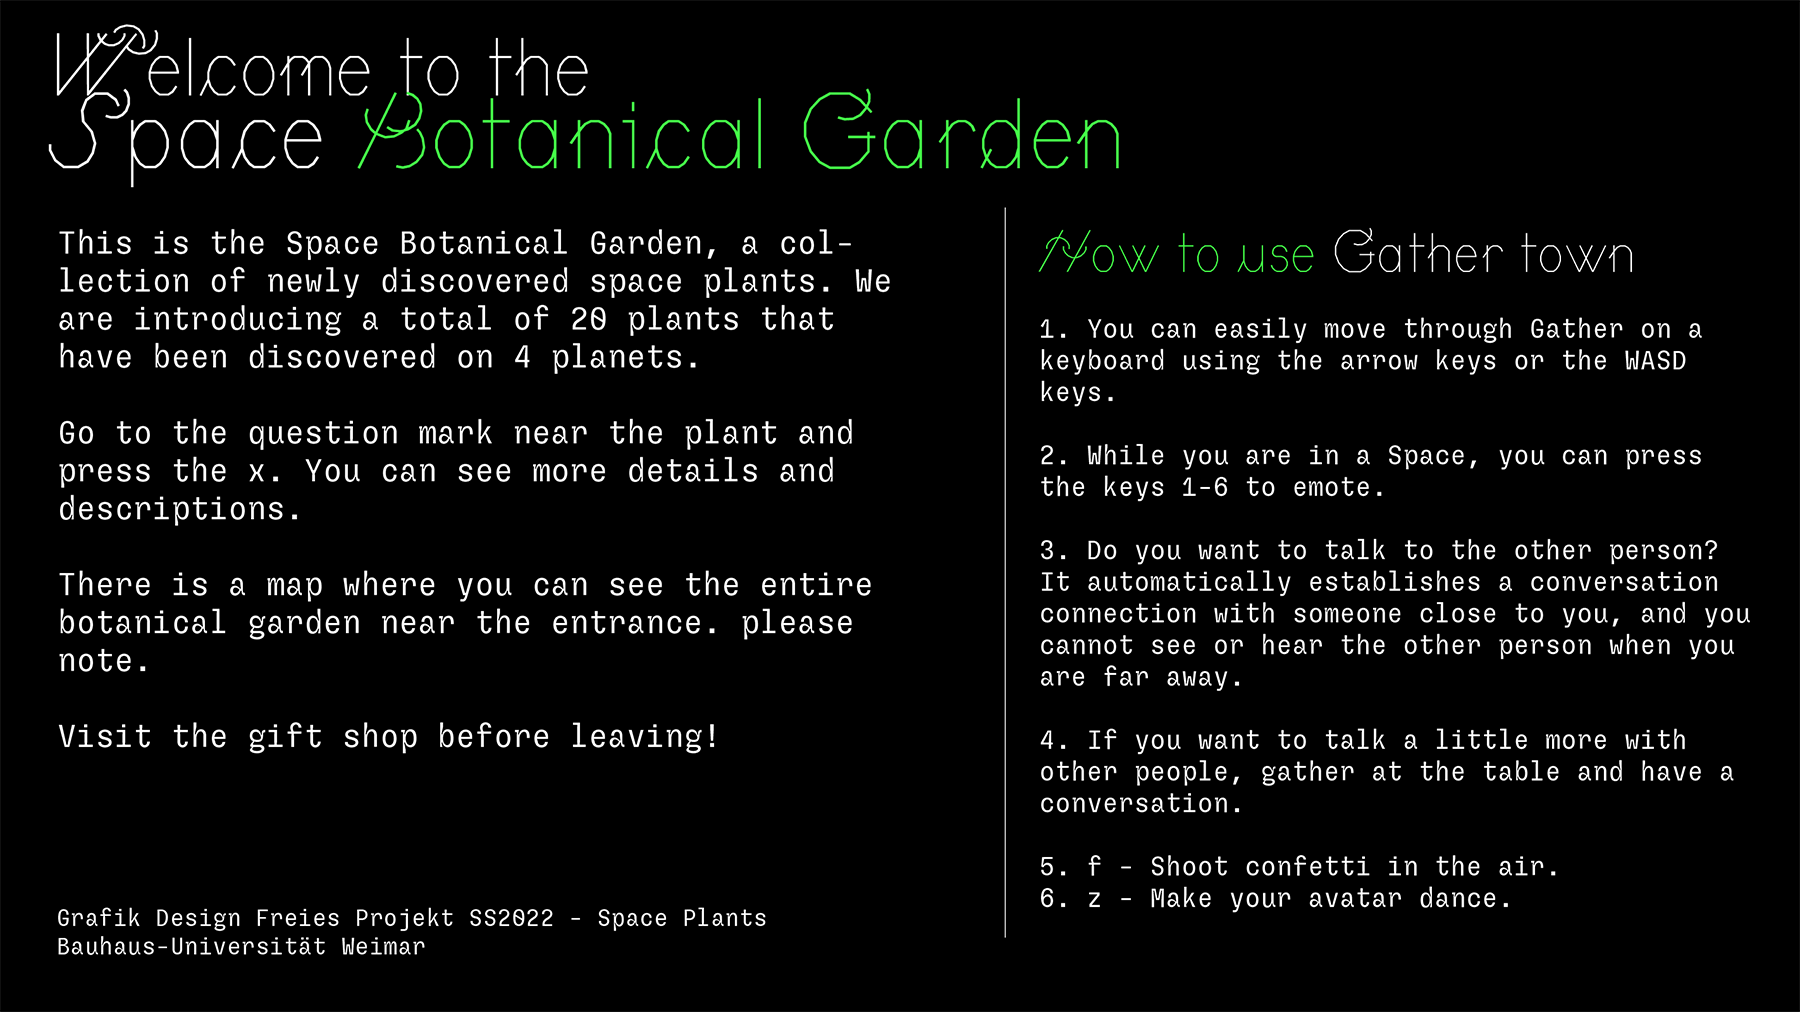 Welcome to the
Space Botanical Garden
This is the Space Botanical Garden, a col-
lection of newly discovered space plants. We
are introducing a total of 20 plants that
have been discovered on 4 planets.
Go to the question mark near the plant and
press the x. You can see more details and
descriptions.
There is a map where you can see the entire
botanical garden near the entrance. please
note.
Visit the gift shop before leaving!
Grafik Design Freies Projekt SS2022 - Space Plants
Bauhaus-Universität Weimar
How to use Gather town
1. You can easily move through Gather on a
keyboard using the arrow keys or the WASD
keys.
2. While you are in a Space, you can press
the keys 1-6 to emote.
3. Do you want to talk to the other person?
It automatically establishes a conversation
connection with someone close to you, and you
cannot see or hear the other person when you
are far away.
4. If you want to talk a little more with
other people, gather at the table and have a
conversation.
5. f - Shoot confetti in the air.
6. z - Make your avatar dance.